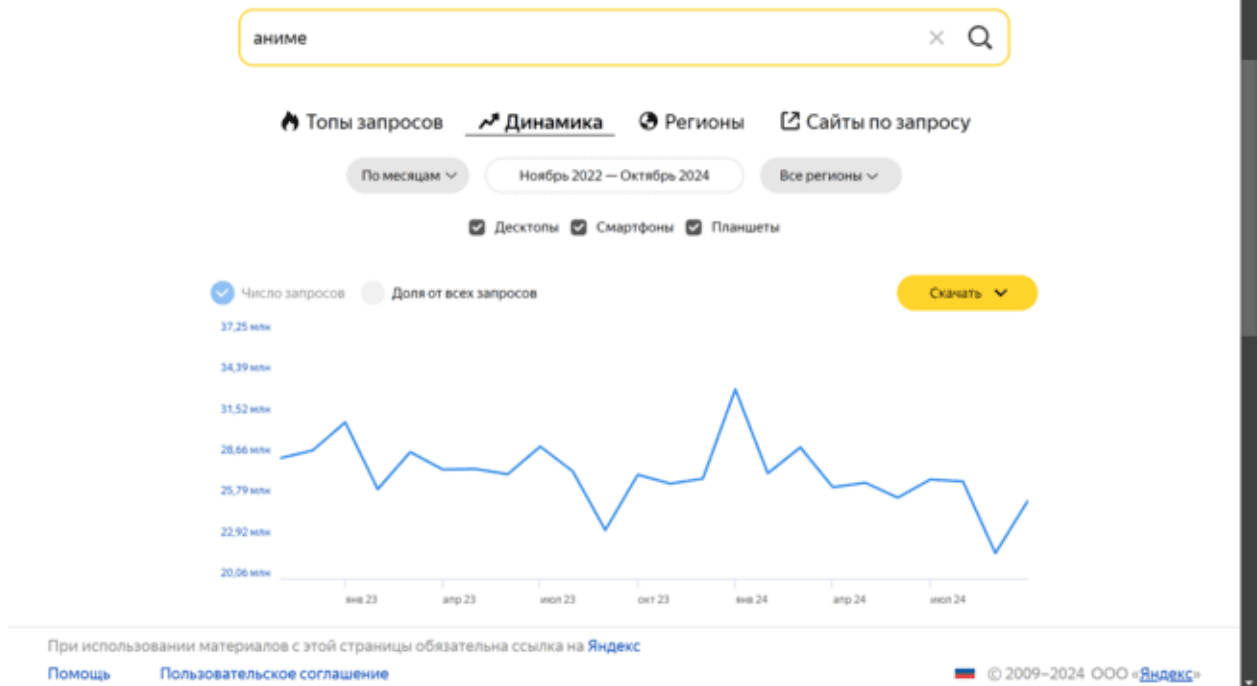 аниме
Топы запросов Динамика Регионы Сайты по запросу
По месяцам Ноябрь 2022 — Октябрь 2024 Все регионы
Десктопы Смартфоны Планшеты
Число запросов Доля от всех запросов Скачать
37,25 млн
34,39 млн
31,52 млн
28,66 млн
25,79 млн
22,92 млн
20,06 млн
янв 23 апр 23 июл 23 окт 23 янв 24 апр 24 июл 24
При использовании материалов с этой страницы обязательна ссылка на Яндекс
Помощь Пользовательское соглашение © 2009–2024 ООО «Яндекс»